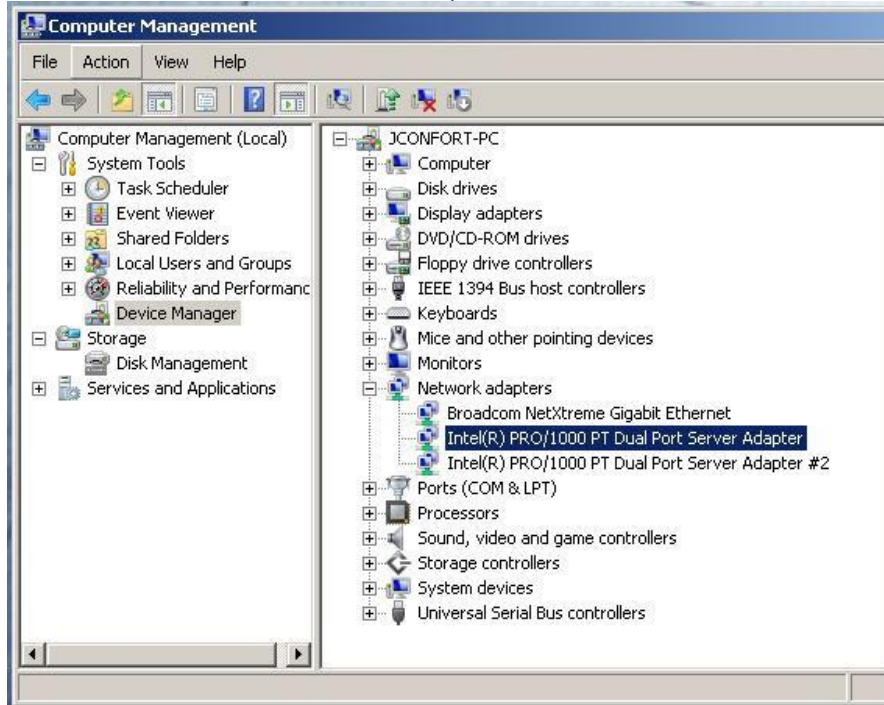 Computer Management
File Action View Help
Computer Management (Local)
System Tools
Task Scheduler
Event Viewer
Shared Folders
Local Users and Groups
Reliability and Performanc
Device Manager
Storage
Disk Management
Services and Applications
JCONFORT-PC
Computer
Disk drives
Display adapters
DVD/CD-ROM drives
Floppy drive controllers
IEEE 1394 Bus host controllers
Keyboards
Mice and other pointing devices
Monitors
Network adapters
Broadcom NetXtreme Gigabit Ethernet
Intel(R) PRO/1000 PT Dual Port Server Adapter
Intel(R) PRO/1000 PT Dual Port Server Adapter #2
Ports (COM & LPT)
Processors
Sound, video and game controllers
Storage controllers
System devices
Universal Serial Bus controllers